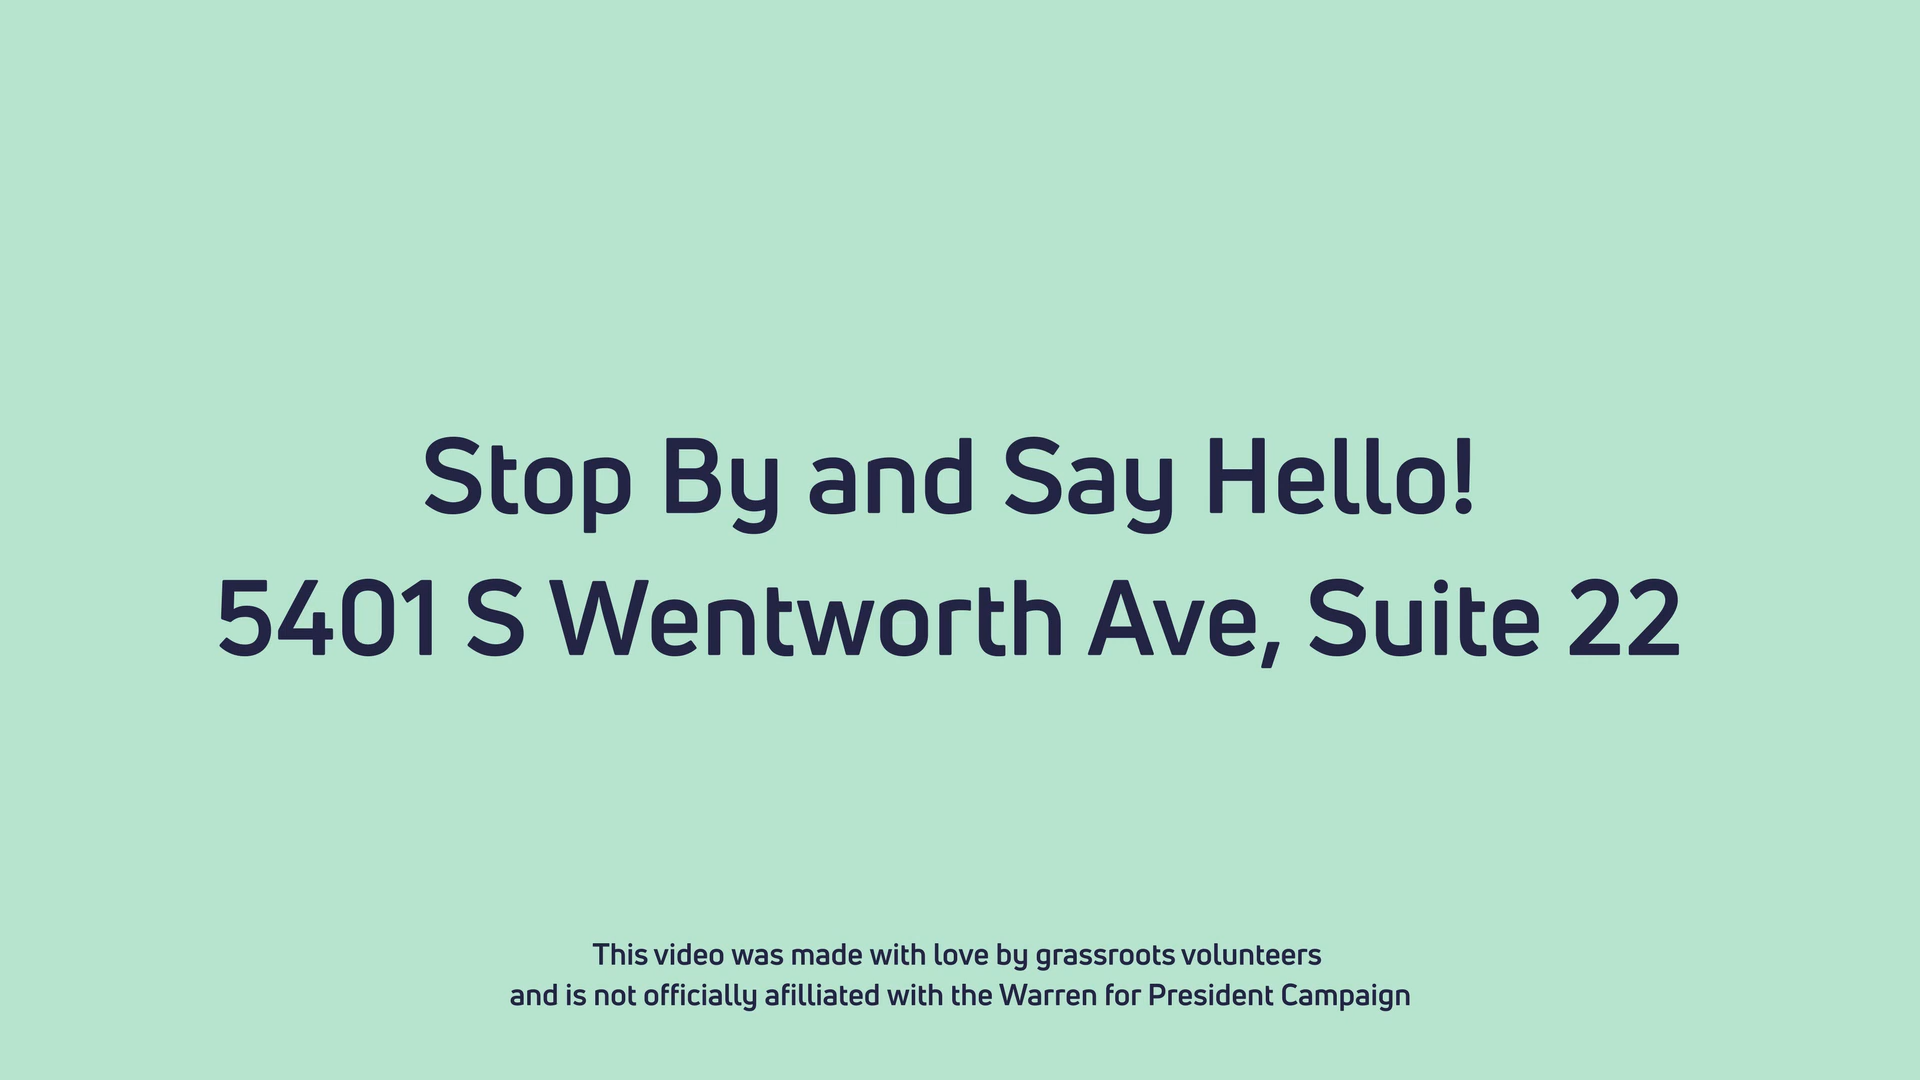 Stop By and Say Hello!
5401 S Wentworth Ave, Suite 22
This video was made with love by grassroots volunteers
and is not officially afilliated with the Warren for President Campaign